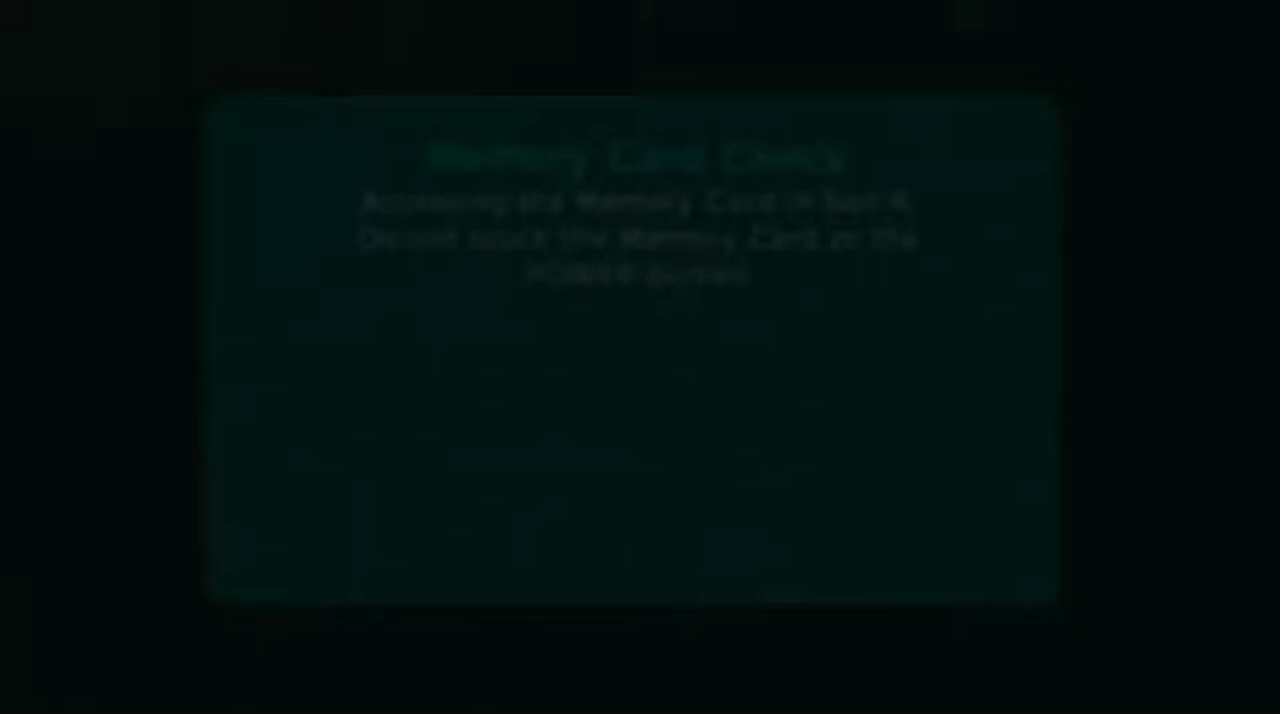 Memory Card Check
Accessing the Memory Card in Slot A.
Do not touch the Memory Card or the
POWER Button!